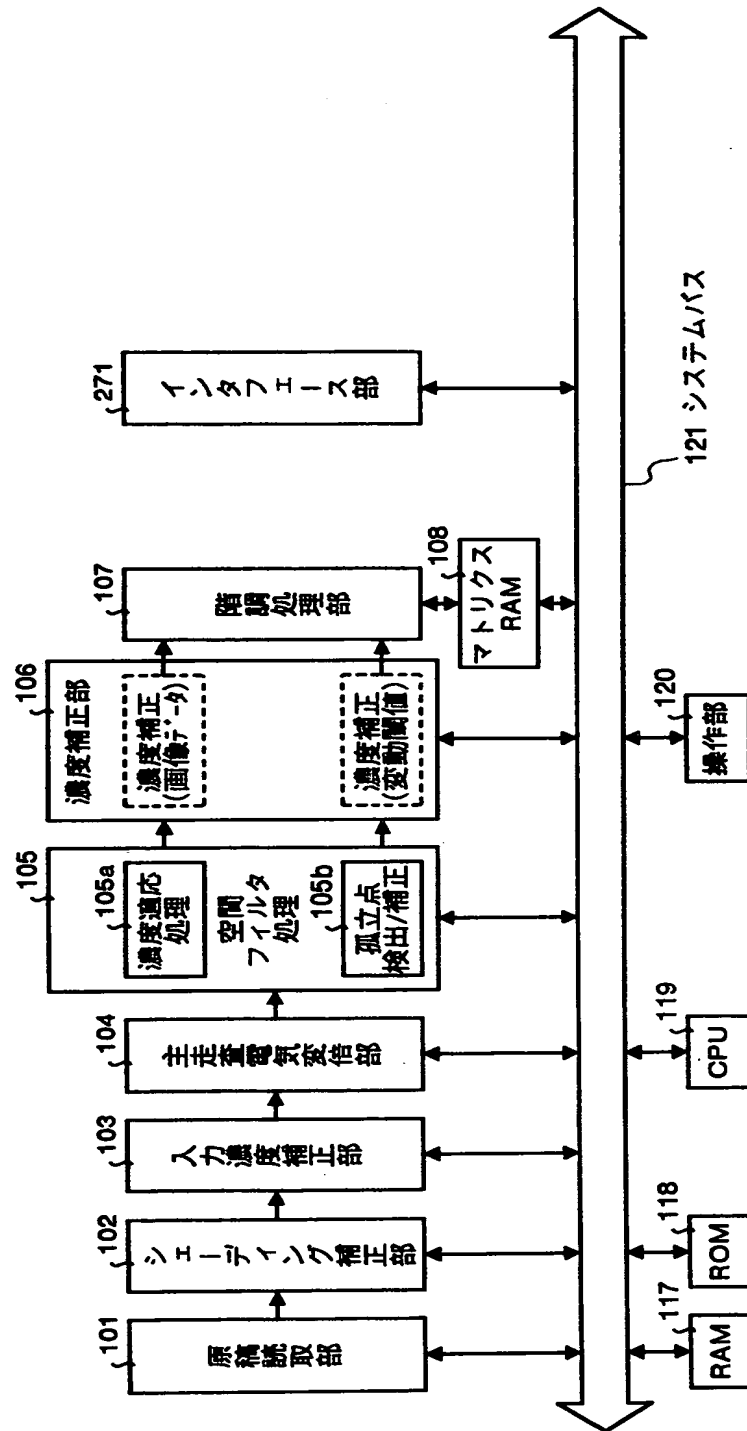 101
原稿読取部
102
シェーディング補正部
103
入力濃度補正部
104
主走査電気変倍部
105
105a
濃度適応
処理
空間
フィルタ
処理
105b
孤立点
検出/補正
106
濃度補正部
濃度補正
(画像データ)
濃度補正
(変動閾値)
107
階調処理部
108
マトリクス
RAM
271
インタフェース部
117
RAM
118
ROM
119
CPU
120
操作部
121 システムバス